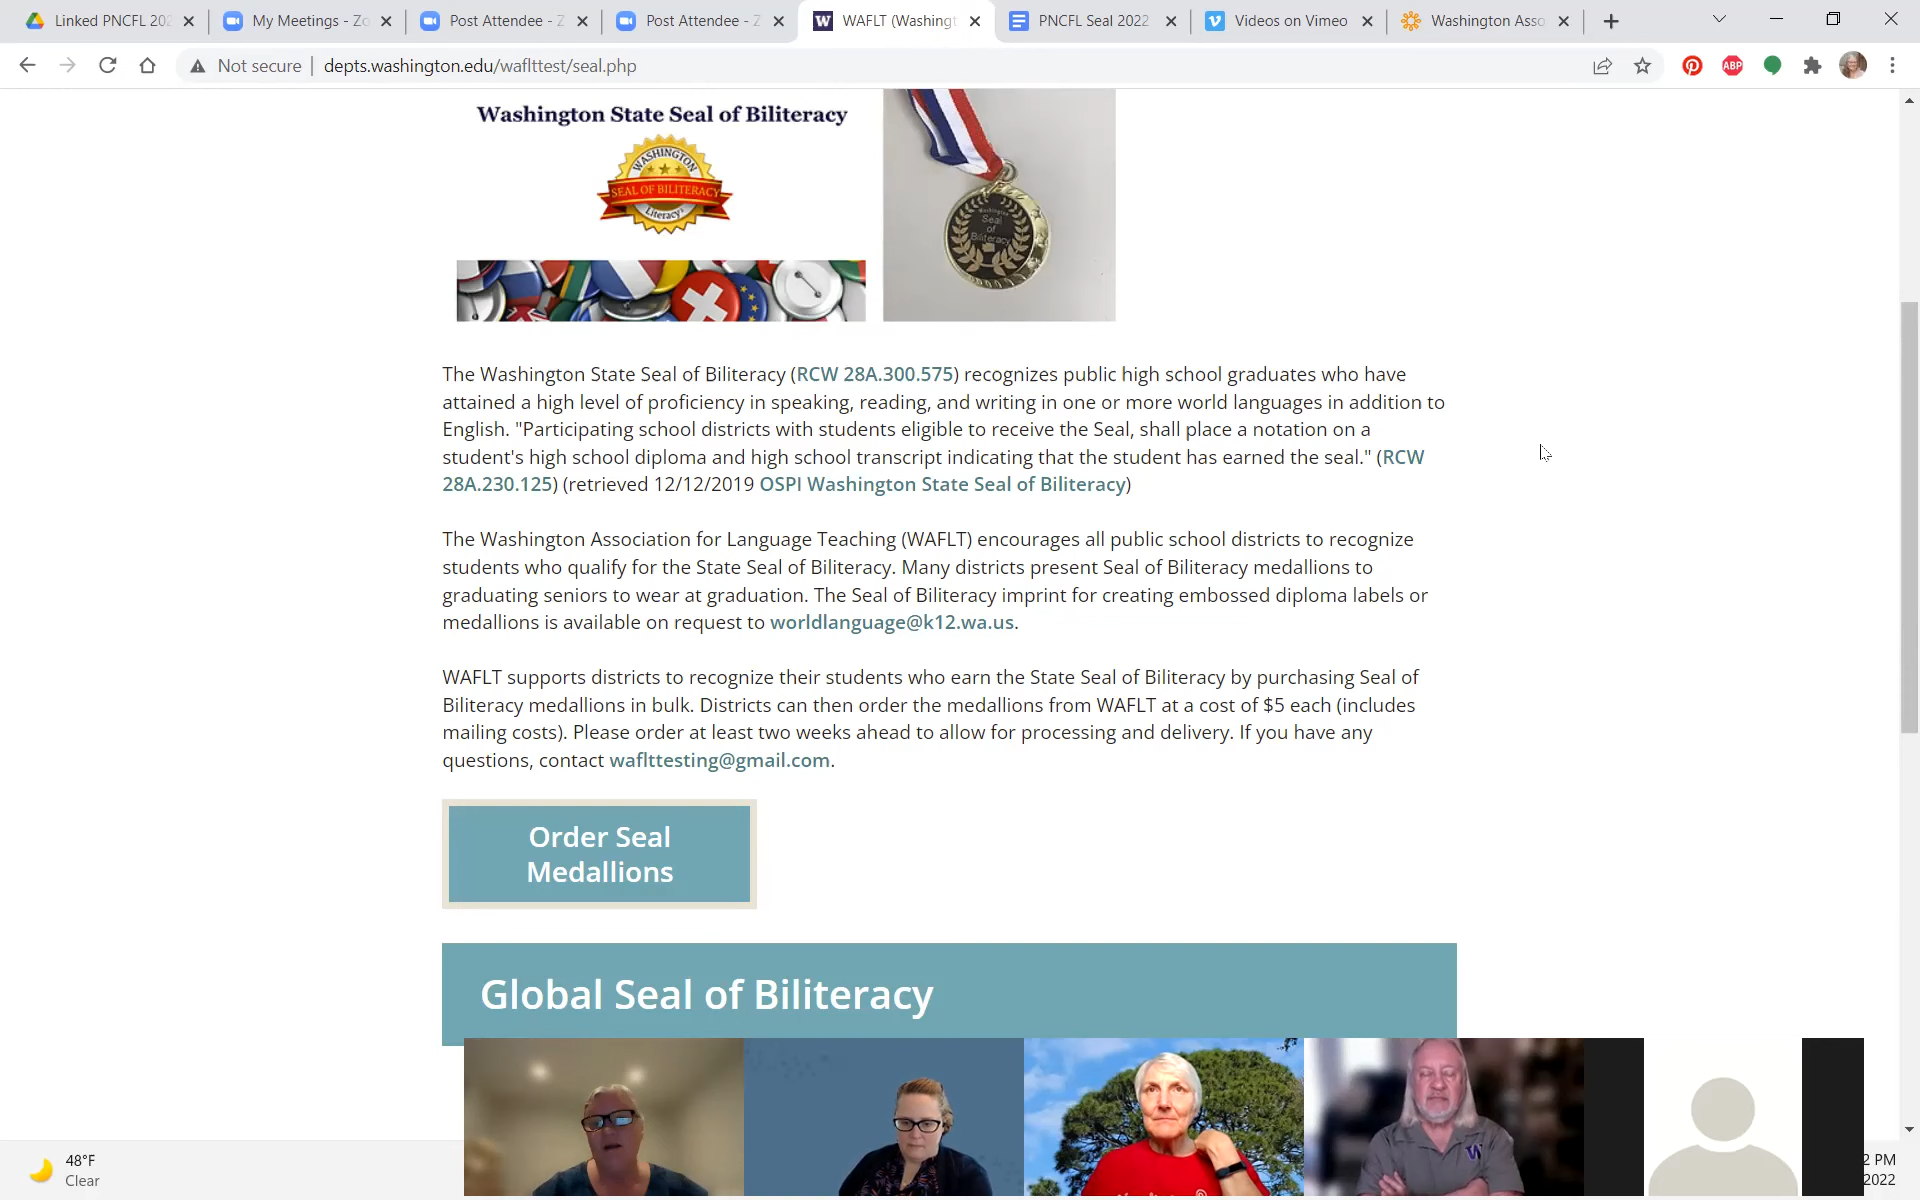 Linked PNCFL 202
My Meetings - Zo
Post Attendee - Z
Post Attendee - Z
WAFLT (Washingt
PNCFL Seal 2022
Videos on Vimeo
Washington Asso
Not secure
depts.washington.edu/waflttest/seal.php
ABP
Washington State Seal of Biliteracy
WASHINGTON
SEAL OF BILITERACY
Literacy
Washington
Seal
of
Biliteracy
The Washington State Seal of Biliteracy (RCW 28A.300.575) recognizes public high school graduates who have
attained a high level of proficiency in speaking, reading, and writing in one or more world languages in addition to
English. "Participating school districts with students eligible to receive the Seal, shall place a notation on a
student's high school diploma and high school transcript indicating that the student has earned the seal." (RCW
28A.230.125) (retrieved 12/12/2019 OSPI Washington State Seal of Biliteracy)
The Washington Association for Language Teaching (WAFLT) encourages all public school districts to recognize
students who qualify for the State Seal of Biliteracy. Many districts present Seal of Biliteracy medallions to
graduating seniors to wear at graduation. The Seal of Biliteracy imprint for creating embossed diploma labels or
medallions is available on request to worldlanguage@k12.wa.us.
WAFLT supports districts to recognize their students who earn the State Seal of Biliteracy by purchasing Seal of
Biliteracy medallions in bulk. Districts can then order the medallions from WAFLT at a cost of $5 each (includes
mailing costs). Please order at least two weeks ahead to allow for processing and delivery. If you have any
questions, contact waflttesting@gmail.com.
Order Seal
Medallions
Global Seal of Biliteracy
W
48°F
Clear
2 PM
2022